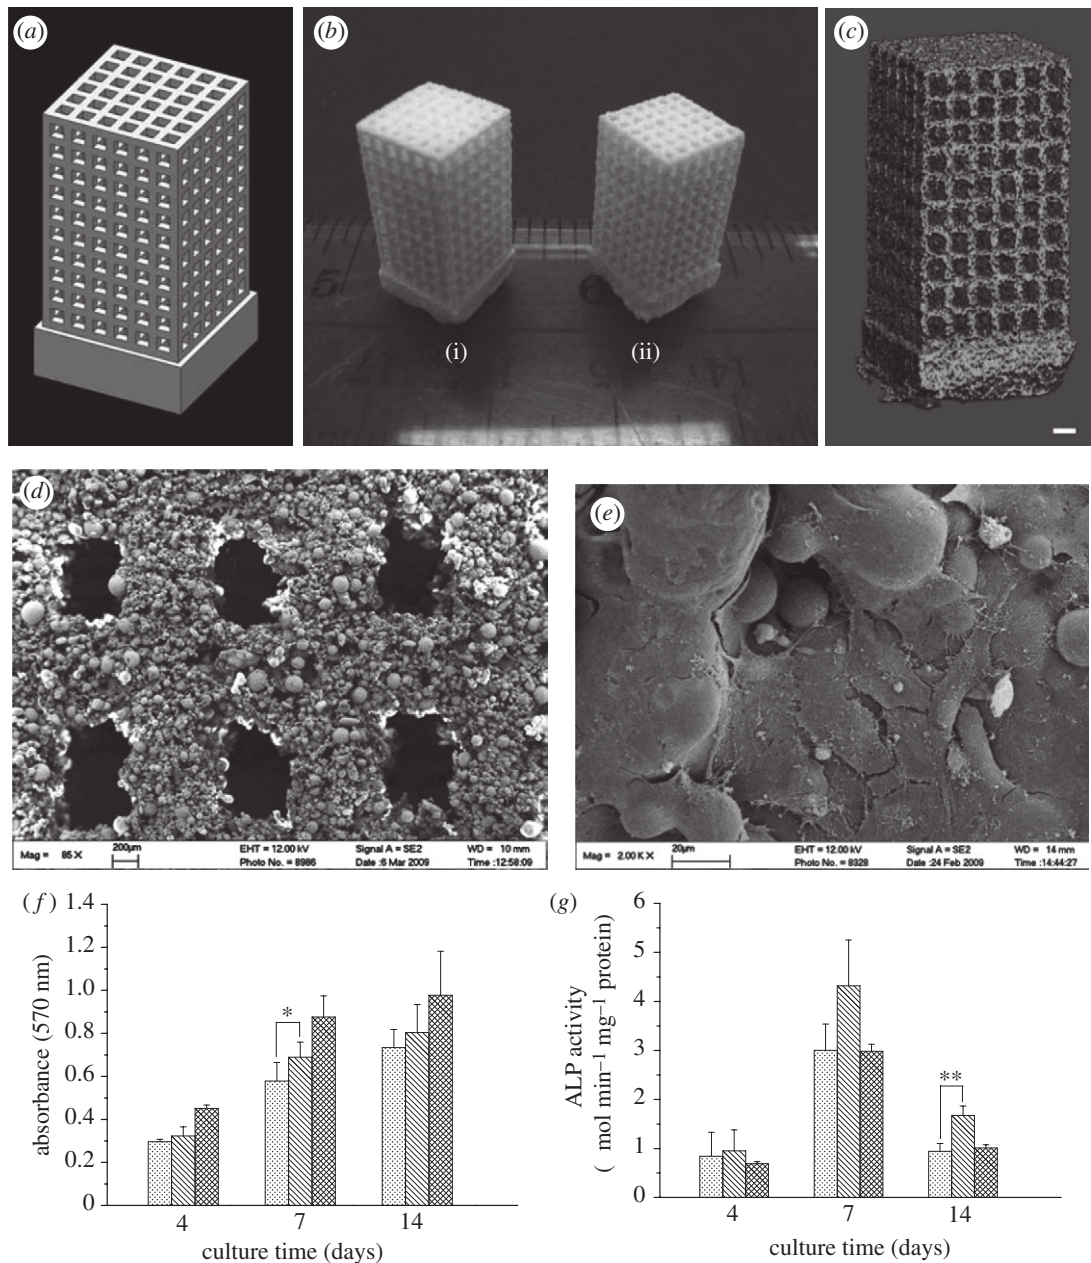 (a)
(b)
(c)
5
6
(i)
(ii)
14
(d)
(e)
Mag = 85 X
200µm
EHT = 12.00 kV
Photo No. = 8986
Signal A = SE2
Date :6 Mar 2009
WD = 10 mm
Time :12:58:09
Mag = 2.00 K X
20µm
EHT = 12.00 kV
Photo No. = 8328
Signal A = SE2
Date :24 Feb 2009
WD = 14 mm
Time :14:44:27
(f)
absorbance (570 nm)
1.4
1.2
1.0
0.8
0.6
0.4
0.2
0
*
4
7
14
culture time (days)
(g)
ALP activity
( mol min⁻¹ mg⁻¹ protein)
6
5
4
3
2
1
0
**
4
7
14
culture time (days)